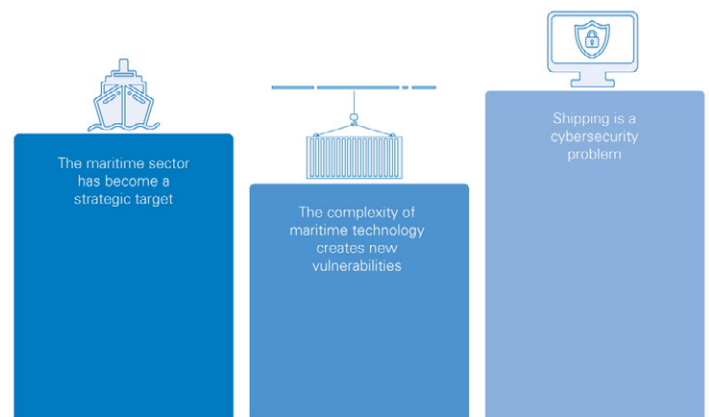 The maritime sector
has become a
strategic target
The complexity of
maritime technology
creates new
vulnerabilities
Shipping is a
cybersecurity
problem